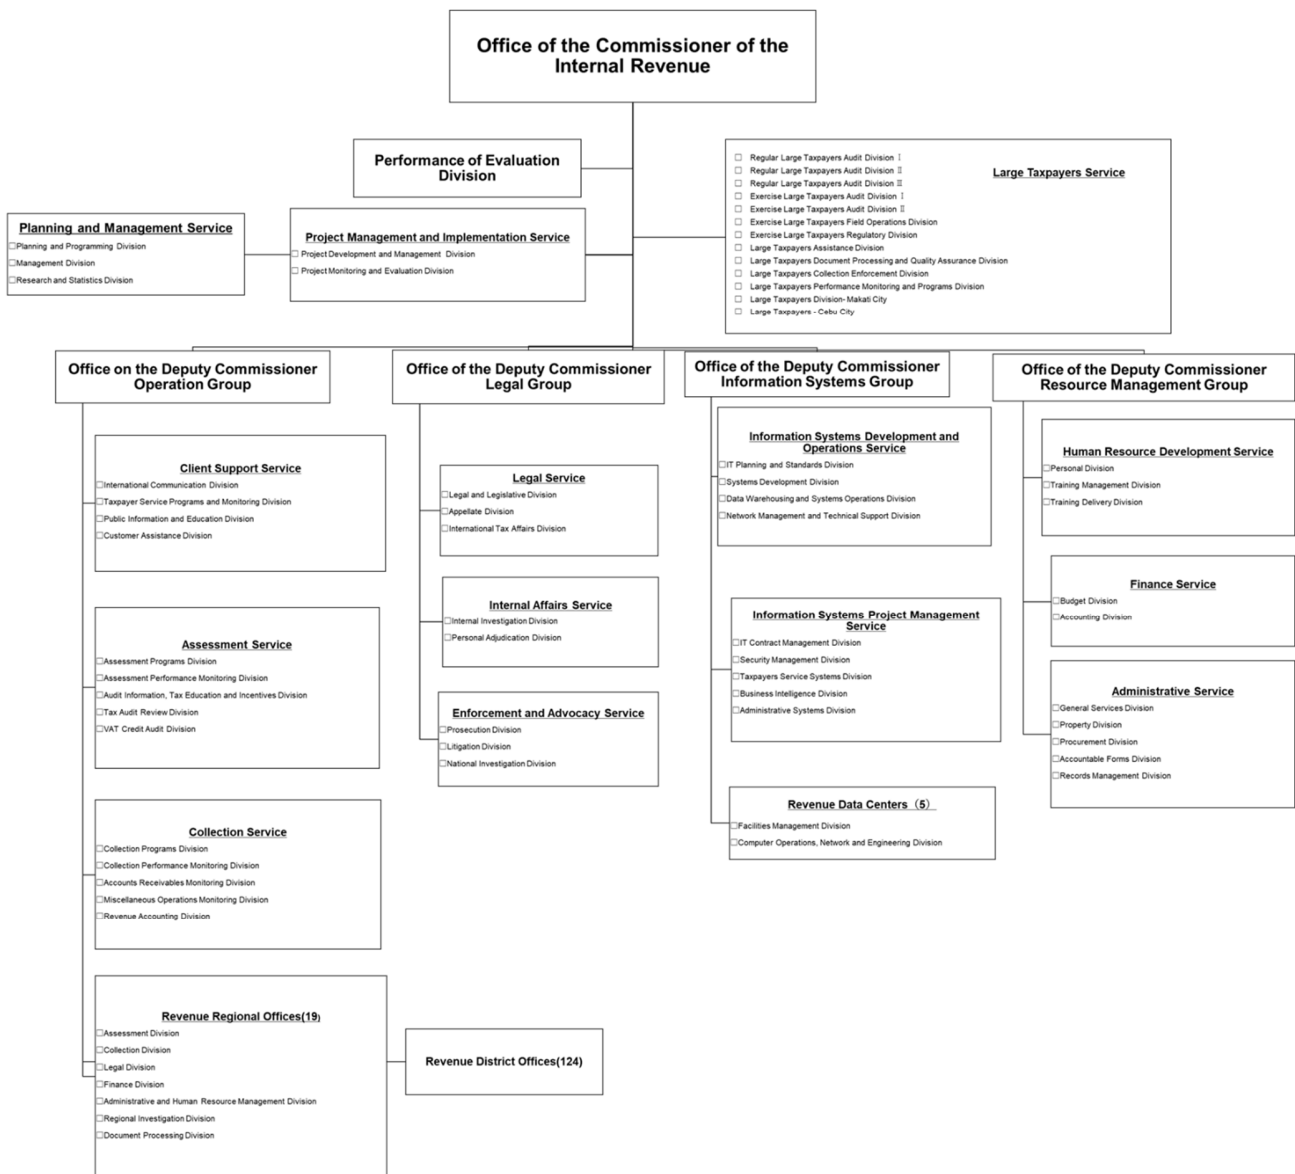 Office of the Commissioner of the
Internal Revenue
Performance of Evaluation
Division
□ Regular Large Taxpayers Audit Division Ⅰ
□ Regular Large Taxpayers Audit Division Ⅱ
□ Regular Large Taxpayers Audit Division Ⅲ
□ Exercise Large Taxpayers Audit Division Ⅰ
□ Exercise Large Taxpayers Audit Division Ⅱ
□ Exercise Large Taxpayers Field Operations Division
□ Exercise Large Taxpayers Regulatory Division
□ Large Taxpayers Assistance Division
□ Large Taxpayers Document Processing and Quality Assurance Division
□ Large Taxpayers Collection Enforcement Division
□ Large Taxpayers Performance Monitoring and Programs Division
□ Large Taxpayers Division- Makati City
□ Large Taxpayers - Cebu City
Large Taxpayers Service
Planning and Management Service
□Planning and Programming Division
□Management Division
□Research and Statistics Division
Project Management and Implementation Service
□ Project Development and Management Division
□ Project Monitoring and Evaluation Division
Office on the Deputy Commissioner
Operation Group
Office of the Deputy Commissioner
Legal Group
Office of the Deputy Commissioner
Information Systems Group
Office of the Deputy Commissioner
Resource Management Group
Client Support Service
□International Communication Division
□Taxpayer Service Programs and Monitoring Division
□Public Information and Education Division
□Customer Assistance Division
Assessment Service
□Assessment Programs Division
□Assessment Performance Monitoring Division
□Audit Information, Tax Education and Incentives Division
□Tax Audit Review Division
□VAT Credit Audit Division
Collection Service
□Collection Programs Division
□Collection Performance Monitoring Division
□Accounts Receivables Monitoring Division
□Miscellaneous Operations Monitoring Division
□Revenue Accounting Division
Revenue Regional Offices(19)
□Assessment Division
□Collection Division
□Legal Division
□Finance Division
□Administrative and Human Resource Management Division
□Regional Investigation Division
□Document Processing Division
Revenue District Offices(124)
Legal Service
□Legal and Legislative Division
□Appellate Division
□International Tax Affairs Division
Internal Affairs Service
□Internal Investigation Division
□Personal Adjudication Division
Enforcement and Advocacy Service
□Prosecution Division
□Litigation Division
□National Investigation Division
Information Systems Development and
Operations Service
□IT Planning and Standards Division
□Systems Development Division
□Data Warehousing and Systems Operations Division
□Network Management and Technical Support Division
Information Systems Project Management
Service
□IT Contract Management Division
□Security Management Division
□Taxpayers Service Systems Division
□Business Intelligence Division
□Administrative Systems Division
Revenue Data Centers（5）
□Facilities Management Division
□Computer Operations, Network and Engineering Division
Human Resource Development Service
□Personal Division
□Training Management Division
□Training Delivery Division
Finance Service
□Budget Division
□Accounting Division
Administrative Service
□General Services Division
□Property Division
□Procurement Division
□Accountable Forms Division
□Records Management Division